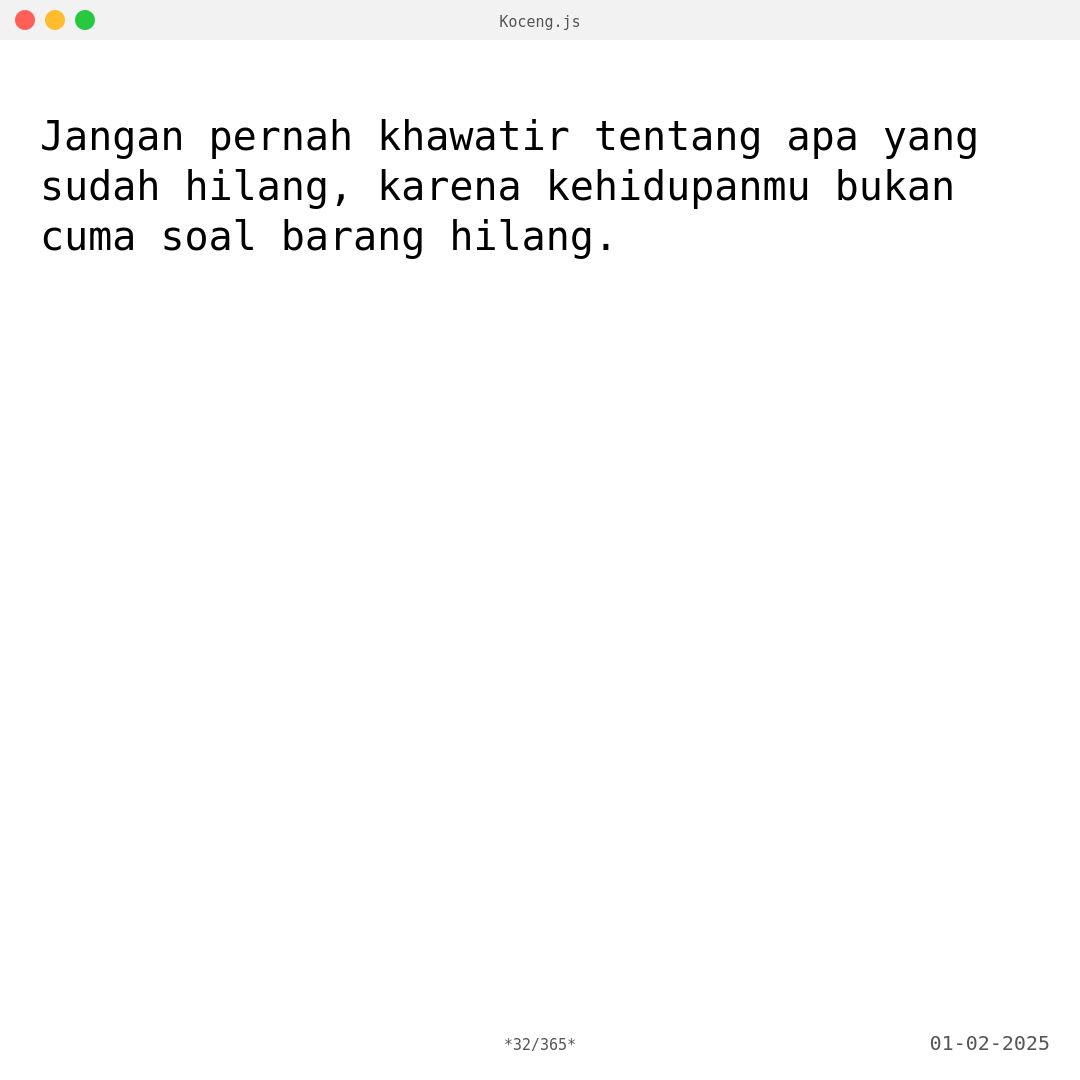 Koceng.js
Jangan pernah khawatir tentang apa yang
sudah hilang, karena kehidupanmu bukan
cuma soal barang hilang.
*32/365*
01-02-2025